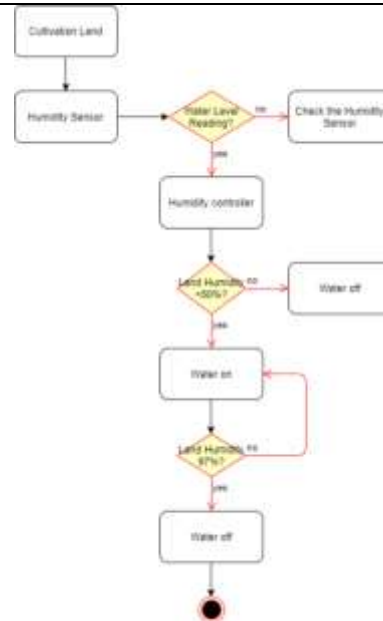 Cultivation Land
Humidity Sensor
Water Level
Reading?
no
Check the Humidity
Sensor
yes
Humidity controller
Land Humidity
no
Water off
yes
Water on
Land Humidity
no
yes
Water off